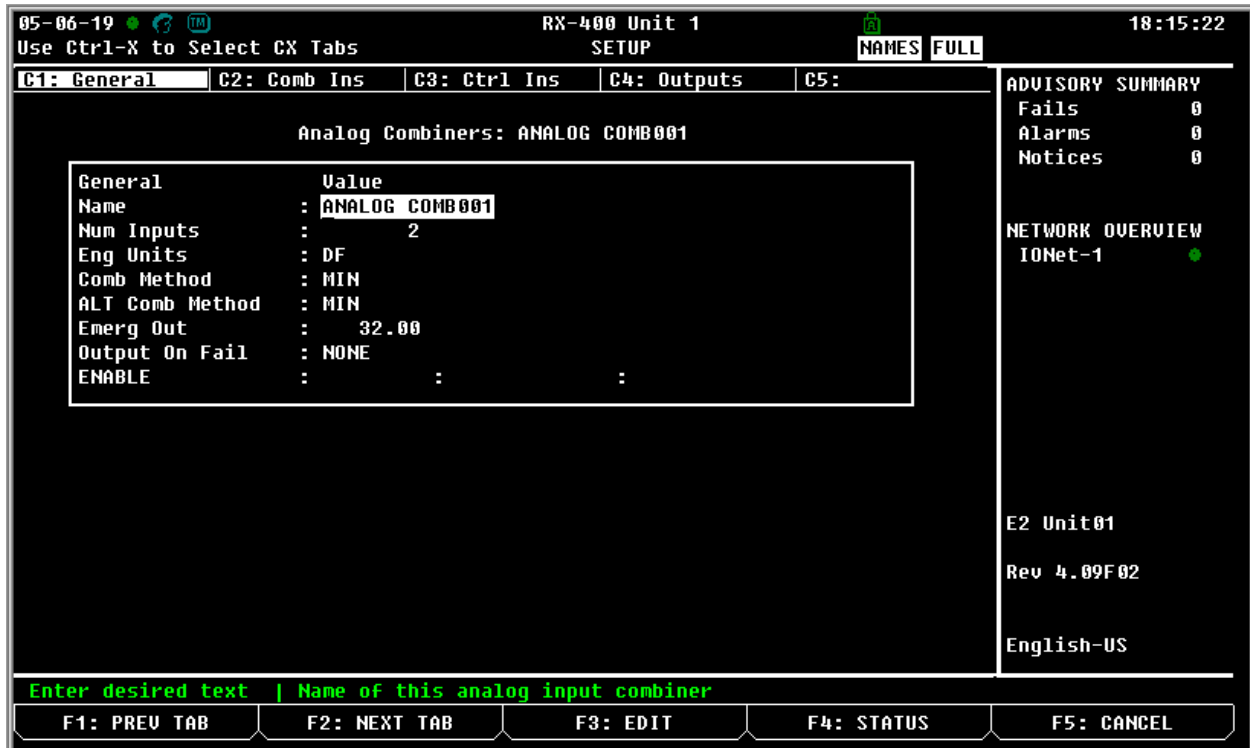 05-06-19 TM RX-400 Unit 1 A 18:15:22
Use Ctrl-X to Select CX Tabs SETUP NAMES FULL
C1: General C2: Comb Ins C3: Ctrl Ins C4: Outputs C5:
Analog Combiners: ANALOG COMB001
General Value
Name : ANALOG COMB001
Num Inputs : 2
Eng Units : DF
Comb Method : MIN
ALT Comb Method : MIN
Emerg Out : 32.00
Output On Fail : NONE
ENABLE : : :
ADVISORY SUMMARY
Fails 0
Alarms 0
Notices 0
NETWORK OVERVIEW
IONet-1
E2 Unit01
Rev 4.09F02
English-US
Enter desired text | Name of this analog input combiner
F1: PREV TAB F2: NEXT TAB F3: EDIT F4: STATUS F5: CANCEL